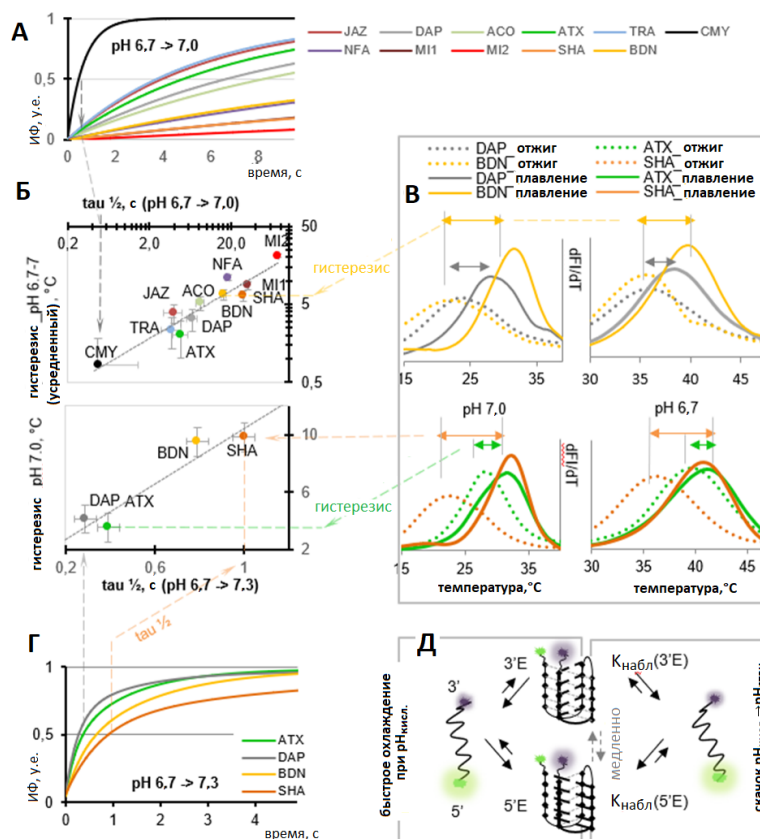 А
pH 6,7 -> 7,0
ИФ, у.е.
1
0,5
0
0 2 4 6 8
время, с
JAZ DAP ACO ATX TRA CMY
NFA MI1 MI2 SHA BDN
Б
tau ½, с (pH 6,7 -> 7,0)
0,2 2,0 20,0
50
5
0,5
гистерезис_pH 6,7-7
(усредненный) °C
MI2
NFA
MI1
ACO
JAZ
BDN
SHA
TRA
DAP
ATX
CMY
гистерезис
гистерезис pH 7.0, °C
10
6
2
BDN
SHA
DAP ATX
0,2 0,6 1
tau ½, с (pH 6,7 -> 7,3)
гистерезис
tau ½
В
DAP_отжиг
ATX_отжиг
BDN_отжиг
SHA_отжиг
DAP_плавление
ATX_плавление
BDN_плавление
SHA_плавление
dFl/dT
15 25 35
30 35 40 45
pH 7,0
pH 6,7
dFl/dT
15 25 35
30 35 40 45
температура,°C
температура,°C
Г
ИФ, у.е.
1
0,5
0
0 1 2 3 4
ATX
DAP
BDN
SHA
pH 6.7 -> 7.3
время, с
Д
быстрое охлаждение
при pHкисл.
3'
5'
3'E
5'E
медленно
Kнабл(3'E)
Kнабл(5'E)
3'
5'